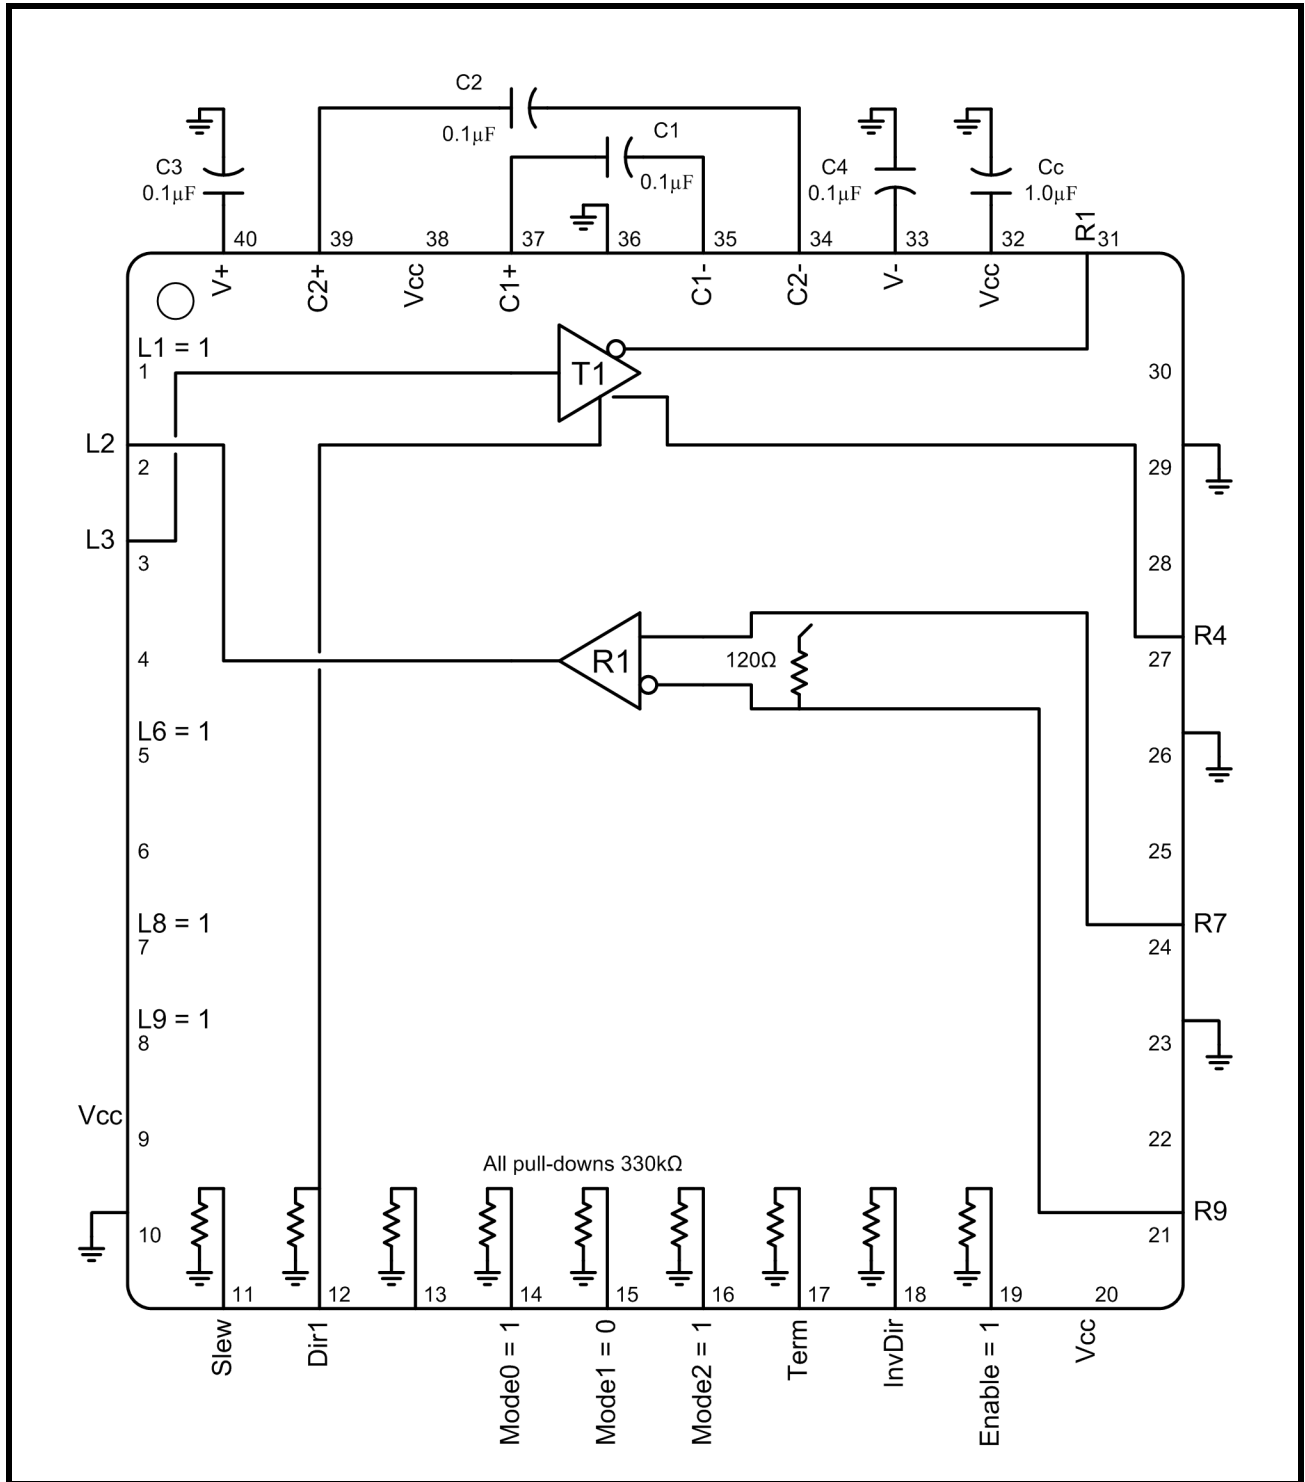 C2
0.1μF
C1
0.1μF
C3
0.1μF
C4
0.1μF
Cc
1.0μF
R1
40
39
38
37
36
35
34
33
32
31
V+
C2+
Vcc
C1+
C1-
C2-
V-
Vcc
L1 = 1
1
T1
30
L2
2
29
L3
3
28
R4
4
R1
120Ω
27
L6 = 1
5
26
6
25
L8 = 1
7
R7
24
L9 = 1
8
23
Vcc
9
22
All pull-downs 330kΩ
10
R9
21
11
12
13
14
15
16
17
18
19
20
Slew
Dir1
Mode0 = 1
Mode1 = 0
Mode2 = 1
Term
InvDir
Enable = 1
Vcc